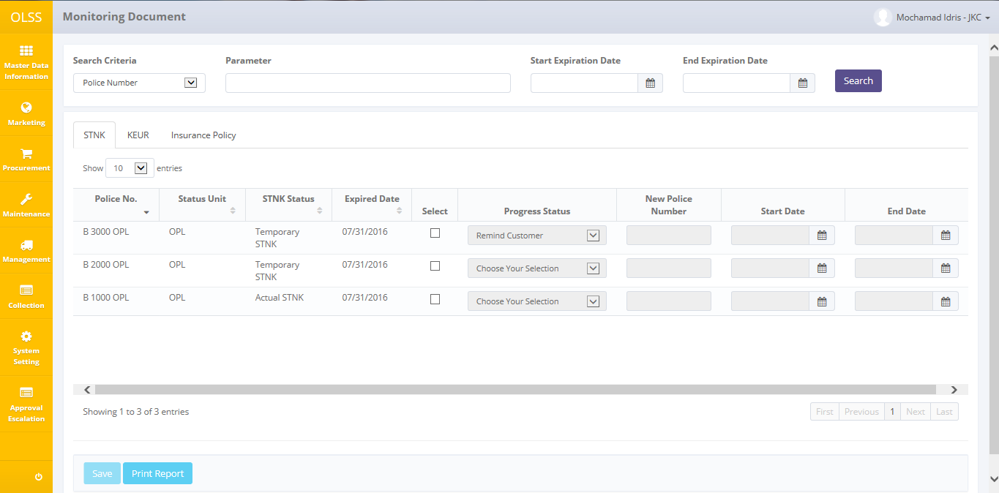 OLSS
Monitoring Document
Mochamad Idris - JKC
Master Data
Information
Marketing
Procurement
Maintenance
Management
Collection
System
Setting
Approval
Escalation
Search Criteria
Parameter
Start Expiration Date
End Expiration Date
Police Number
Search
STNK
KEUR
Insurance Policy
Show 10 entries
Police No.
Status Unit
STNK Status
Expired Date
Select
Progress Status
New Police
Number
Start Date
End Date
B 3000 OPL
OPL
Temporary
STNK
07/31/2016
Remind Customer
B 2000 OPL
OPL
Temporary
STNK
07/31/2016
Choose Your Selection
B 1000 OPL
OPL
Actual STNK
07/31/2016
Choose Your Selection
Showing 1 to 3 of 3 entries
First
Previous
1
Next
Last
Save
Print Report